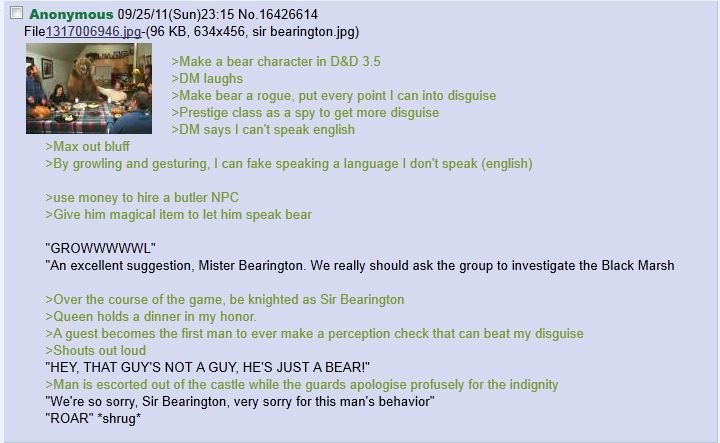 Anonymous 09/25/11(Sun)23:15 No.16426614
File1317006946.jpg-(96 KB, 634x456, sir bearington.jpg)
>Make a bear character in D&D 3.5
>DM laughs
>Make bear a rogue, put every point I can into disguise
>Prestige class as a spy to get more disguise
>DM says I can't speak english
>Max out bluff
>By growling and gesturing, I can fake speaking a language I don't speak (english)
>use money to hire a butler NPC
>Give him magical item to let him speak bear
"GROWWWWWL"
"An excellent suggestion, Mister Bearington. We really should ask the group to investigate the Black Marsh
>Over the course of the game, be knighted as Sir Bearington
>Queen holds a dinner in my honor.
>A guest becomes the first man to ever make a perception check that can beat my disguise
>Shouts out loud
"HEY, THAT GUY'S NOT A GUY, HE'S JUST A BEAR!"
>Man is escorted out of the castle while the guards apologise profusely for the indignity
"We're so sorry, Sir Bearington, very sorry for this man's behavior"
"ROAR" *shrug*